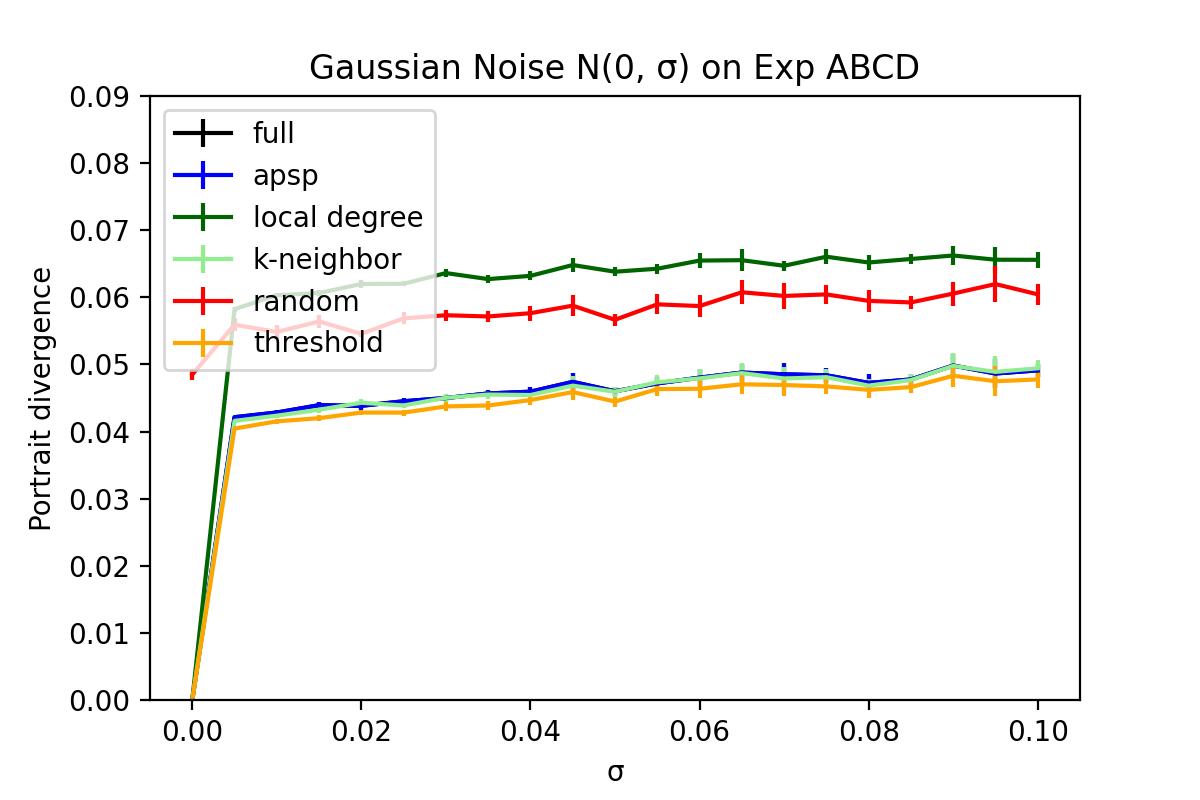 Gaussian Noise N(0, σ) on Exp ABCD
Portrait divergence
0.09
0.08
0.07
0.06
0.05
0.04
0.03
0.02
0.01
0.00
full
apsp
local degree
k-neighbor
random
threshold
0.00 0.02 0.04 0.06 0.08 0.10
σ